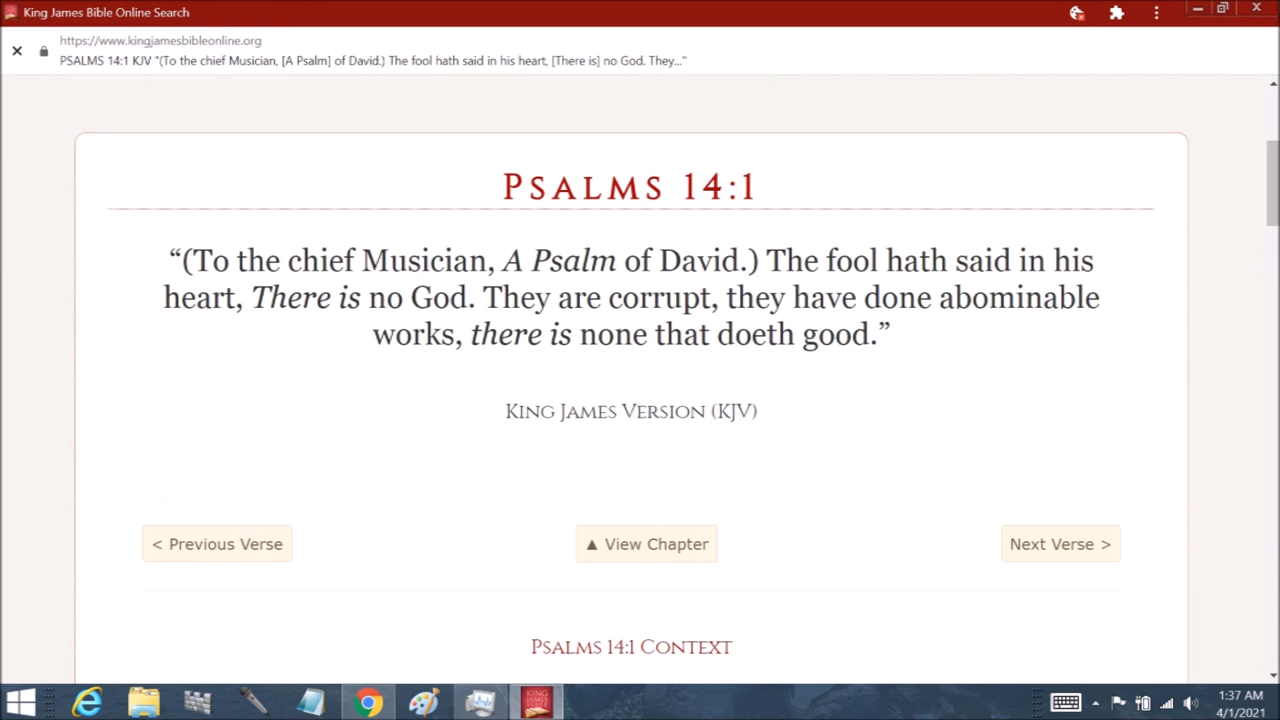 King James Bible Online Search
https://www.kingjamesbibleonline.org
PSALMS 14:1 KJV "(To the chief Musician, [A Psalm] of David.) The fool hath said in his heart, [There is] no God. They..."
PSALMS 14:1
“(To the chief Musician, A Psalm of David.) The fool hath said in his
heart, There is no God. They are corrupt, they have done abominable
works, there is none that doeth good.”
KING JAMES VERSION (KJV)
< Previous Verse
▲ View Chapter
Next Verse >
PSALMS 14:1 CONTEXT
KING JAMES BIBLE
1:37 AM
4/1/2021